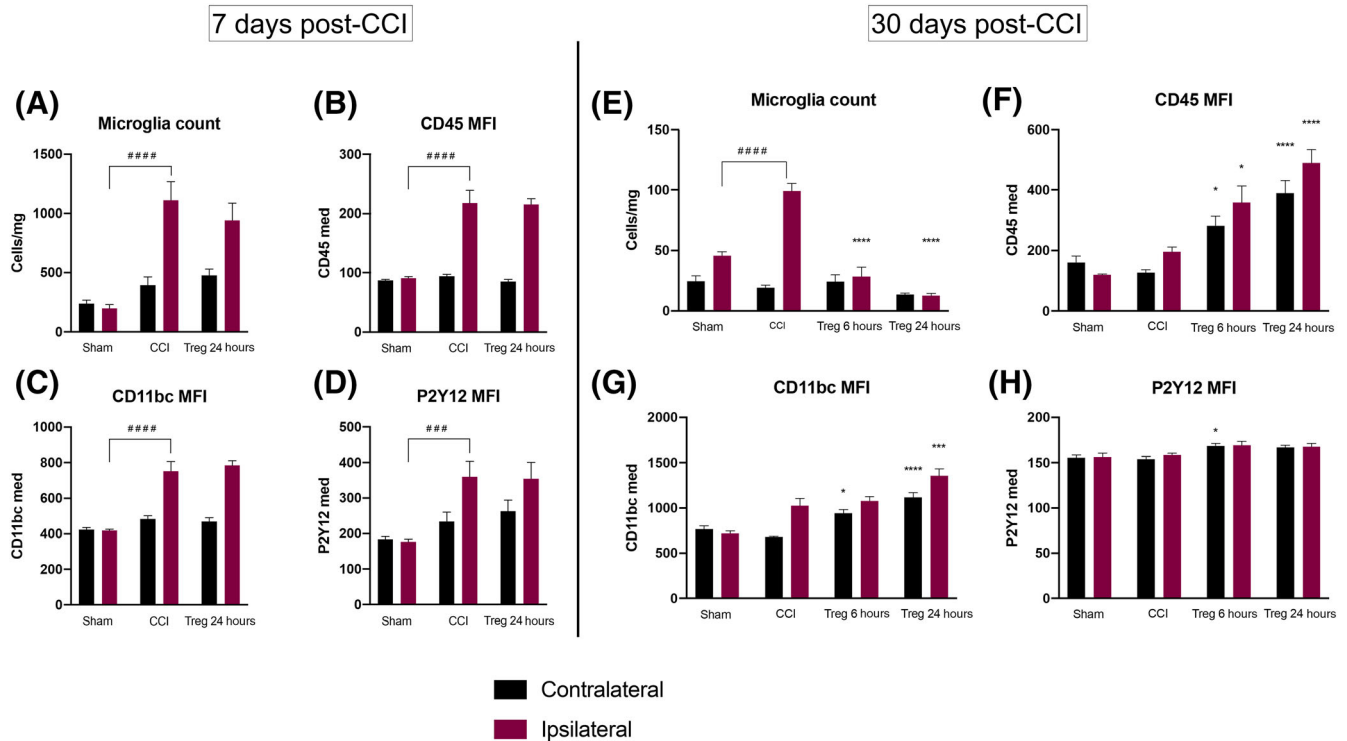 7 days post-CCI
30 days post-CCI
(A)
Microglia count
Cells/mg
1500
1000
500
0
####
Sham
CCI
Treg 24 hours
(B)
CD45 MFI
CD45 med
300
200
100
0
####
Sham
CCI
Treg 24 hours
(C)
CD11bc MFI
CD11bc med
800
600
400
200
0
####
Sham
CCI
Treg 24 hours
(D)
P2Y12 MFI
P2Y12 med
500
400
300
200
100
0
###
Sham
CCI
Treg 24 hours
(E)
Microglia count
Cells/mg
150
100
50
0
####
****
****
Sham
CCI
Treg 6 hours
Treg 24 hours
(F)
CD45 MFI
CD45 med
600
400
200
0
*
*
****
****
Sham
CCI
Treg 6 hours
Treg 24 hours
(G)
CD11bc MFI
CD11bc med
2000
1500
1000
500
0
*
****
***
Sham
CCI
Treg 6 hours
Treg 24 hours
(H)
P2Y12 MFI
P2Y12 med
200
150
100
50
0
*
Sham
CCI
Treg 6 hours
Treg 24 hours
Contralateral
Ipsilateral